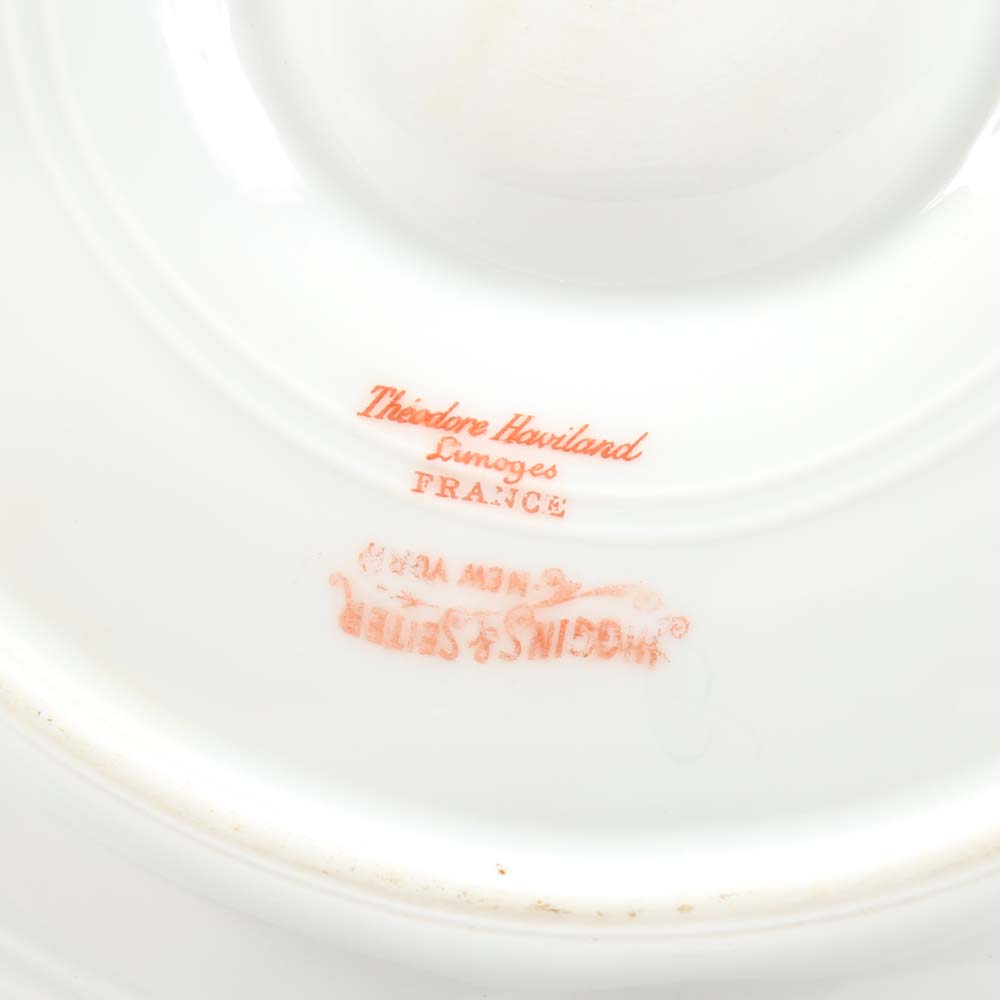 Théodore Haviland
Limoges
FRANCE
HIGGINS & SEITER
NEW YORK